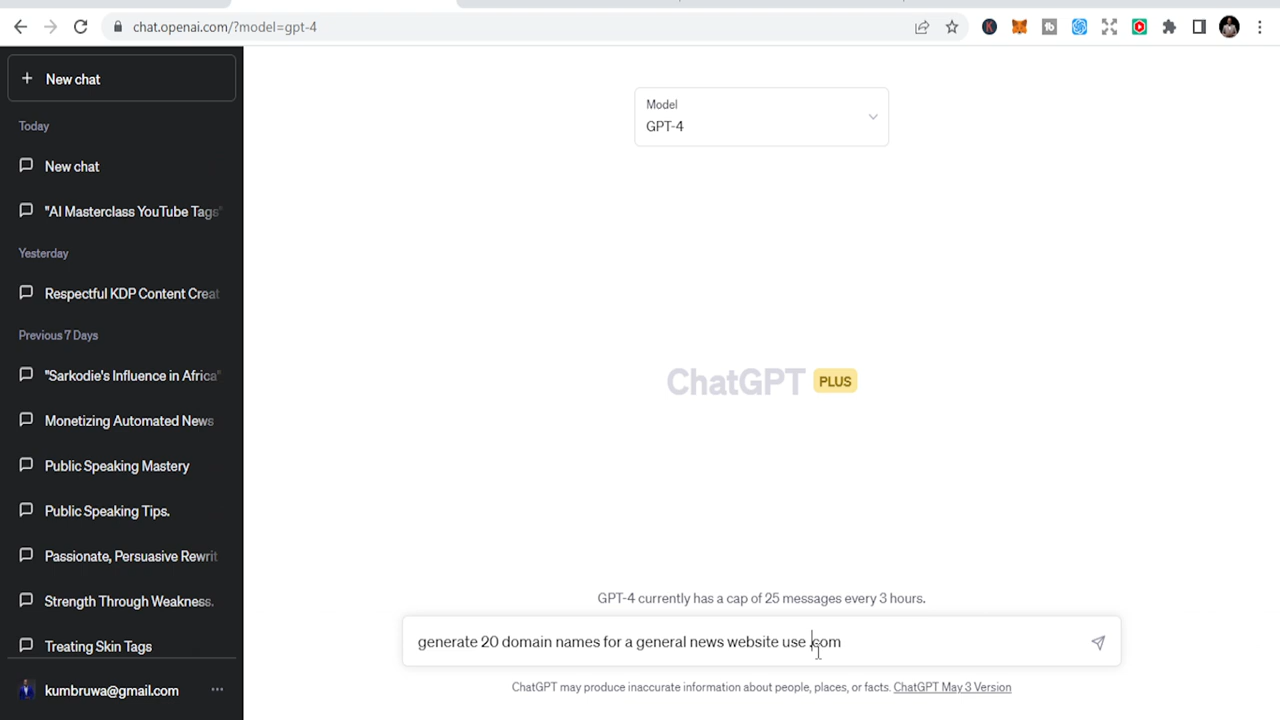 chat.openai.com/?model=gpt-4
New chat
Model
GPT-4
Today
New chat
"AI Masterclass YouTube Tags"
Yesterday
Respectful KDP Content Creat
Previous 7 Days
"Sarkodie's Influence in Africa"
Monetizing Automated News
Public Speaking Mastery
Public Speaking Tips.
Passionate, Persuasive Rewrit
Strength Through Weakness.
Treating Skin Tags
kumbruwa@gmail.com
ChatGPT PLUS
GPT-4 currently has a cap of 25 messages every 3 hours.
generate 20 domain names for a general news website use .com
ChatGPT may produce inaccurate information about people, places, or facts. ChatGPT May 3 Version